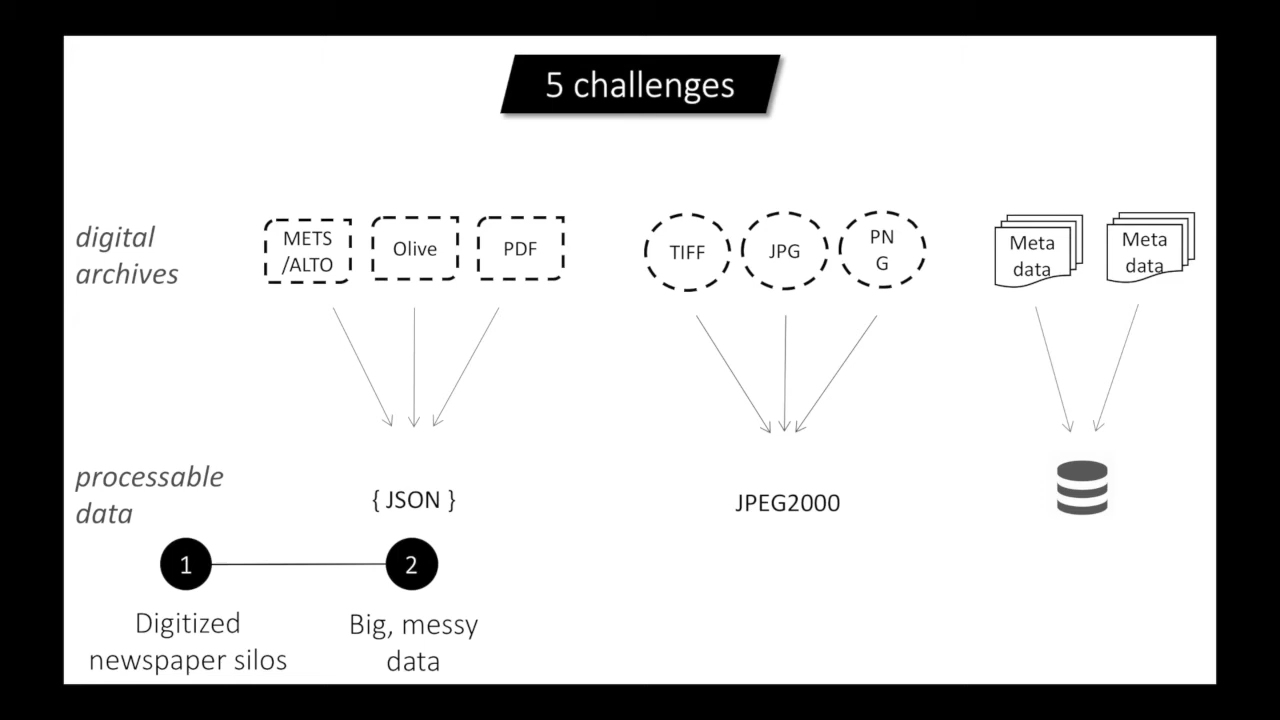 5 challenges
digital
archives
METS
/ALTO
Olive
PDF
TIFF
JPG
PN
G
Meta
data
Meta
data
processable
data
{ JSON }
JPEG2000
1
2
Digitized
newspaper silos
Big, messy
data